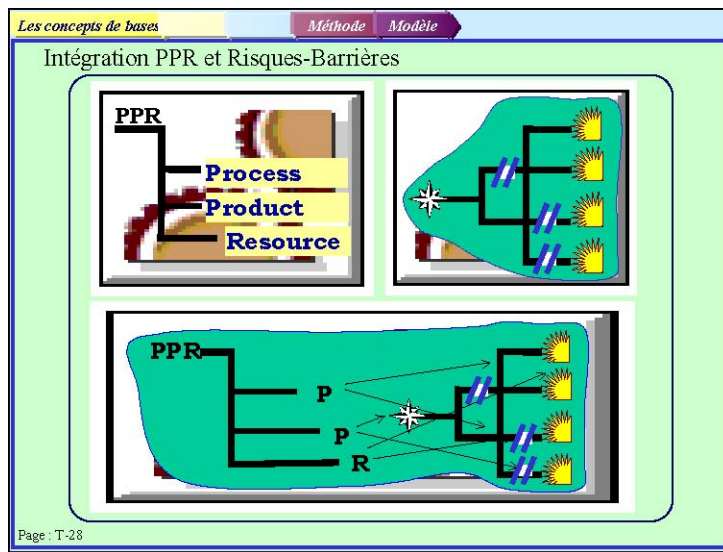 Les concepts de bases
Méthode
Modèle
Intégration PPR et Risques-Barrières
PPR
Process
Product
Resource
PPR
P
P
R
Page : T-28